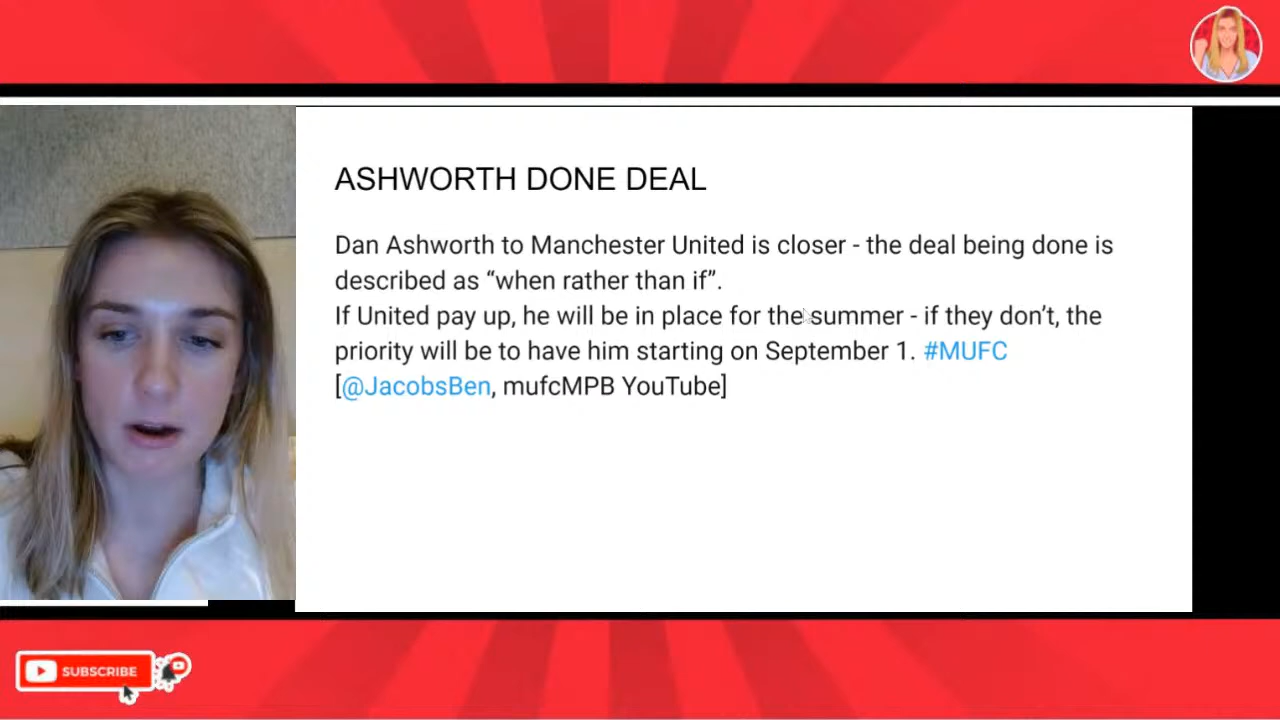 ASHWORTH DONE DEAL
Dan Ashworth to Manchester United is closer - the deal being done is
described as “when rather than if”.
If United pay up, he will be in place for the summer - if they don’t, the
priority will be to have him starting on September 1. #MUFC
[@JacobsBen, mufcMPB YouTube]
SUBSCRIBE